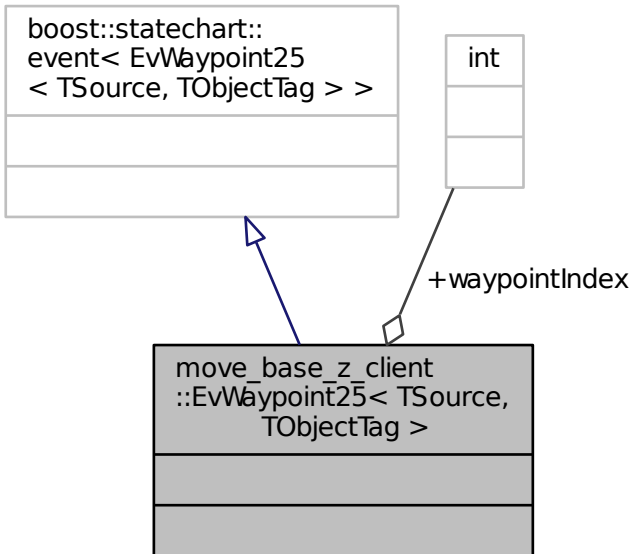 boost::statechart::
event< EvWaypoint25
< TSource, TObjectTag > >
int
+waypointIndex
move_base_z_client
::EvWaypoint25< TSource,
TObjectTag >